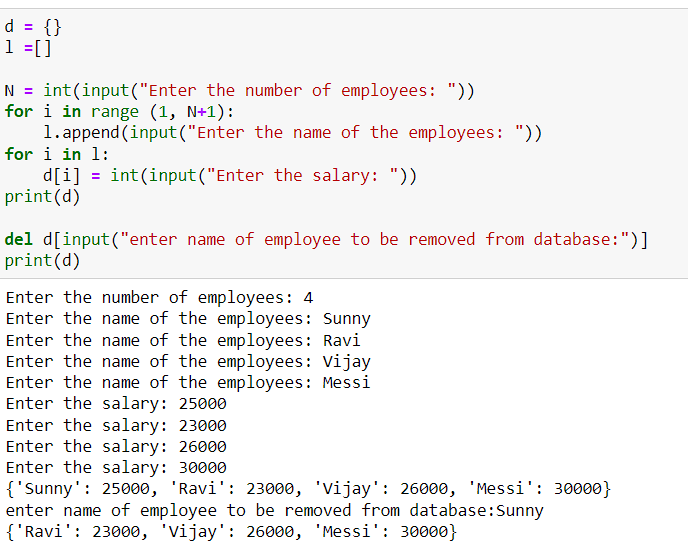 d = {}
l =[]
N = int(input("Enter the number of employees: "))
for i in range (1, N+1):
    l.append(input("Enter the name of the employees: "))
for i in l:
    d[i] = int(input("Enter the salary: "))
print(d)
del d[input("enter name of employee to be removed from database:")]
print(d)
Enter the number of employees: 4
Enter the name of the employees: Sunny
Enter the name of the employees: Ravi
Enter the name of the employees: Vijay
Enter the name of the employees: Messi
Enter the salary: 25000
Enter the salary: 23000
Enter the salary: 26000
Enter the salary: 30000
{'Sunny': 25000, 'Ravi': 23000, 'Vijay': 26000, 'Messi': 30000}
enter name of employee to be removed from database:Sunny
{'Ravi': 23000, 'Vijay': 26000, 'Messi': 30000}